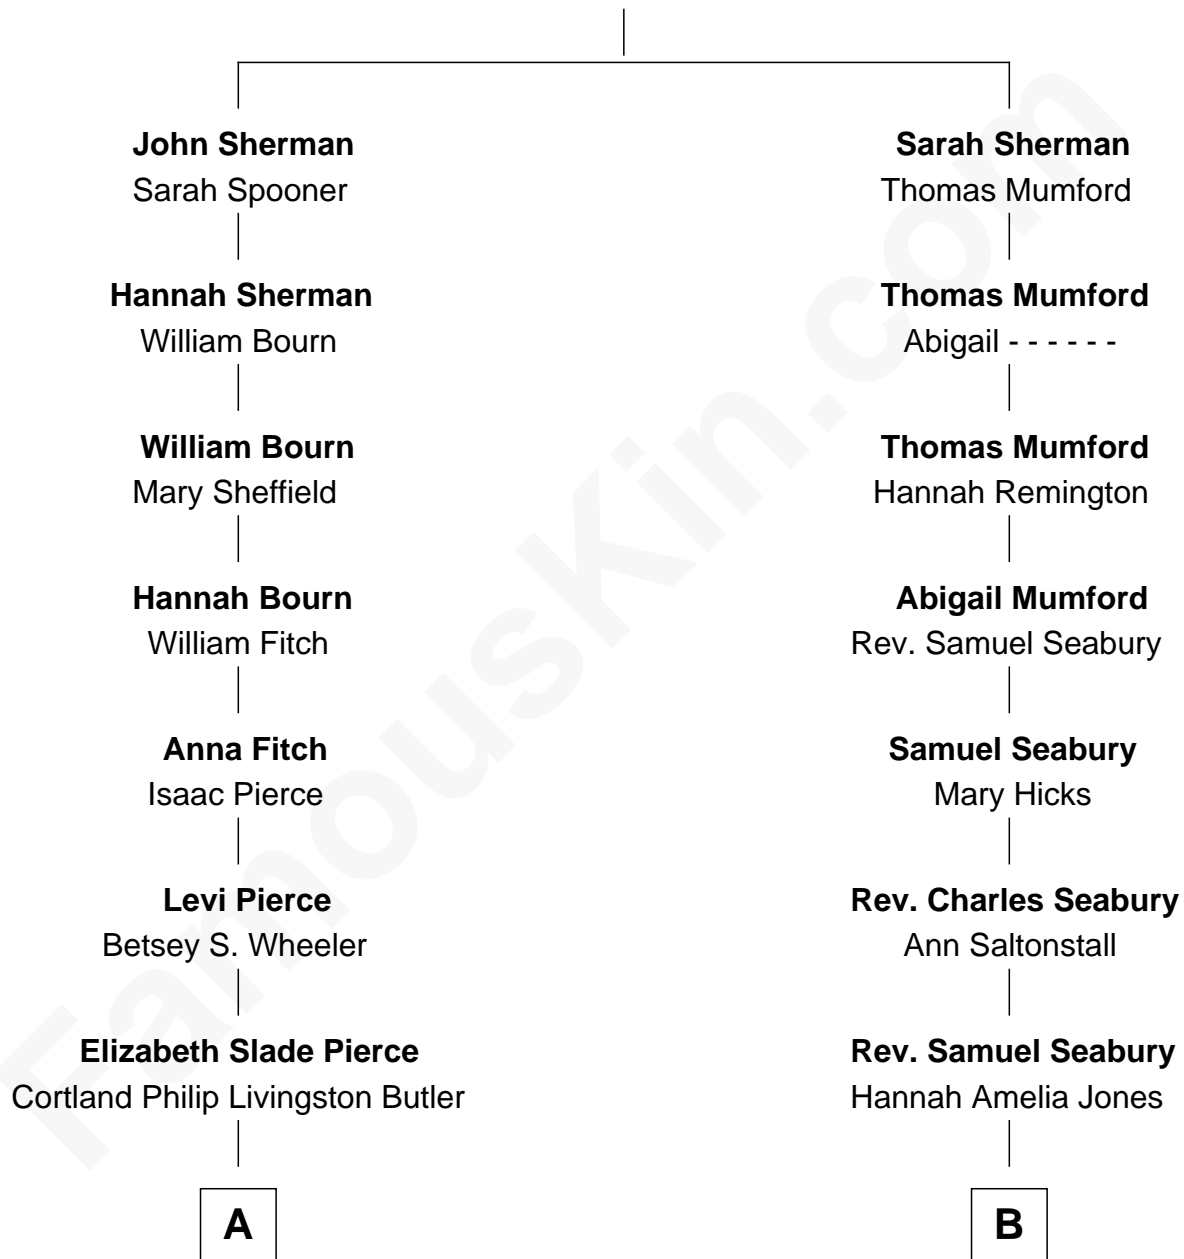 John Sherman
Sarah Spooner
Hannah Sherman
William Bourn
William Bourn
Mary Sheffield
Hannah Bourn
William Fitch
Anna Fitch
Isaac Pierce
Levi Pierce
Betsey S. Wheeler
Elizabeth Slade Pierce
Cortland Philip Livingston Butler
A
Sarah Sherman
Thomas Mumford
Thomas Mumford
Abigail - - - - - -
Thomas Mumford
Hannah Remington
Abigail Mumford
Rev. Samuel Seabury
Samuel Seabury
Mary Hicks
Rev. Charles Seabury
Ann Saltonstall
Rev. Samuel Seabury
Hannah Amelia Jones
B
FamousKin.com